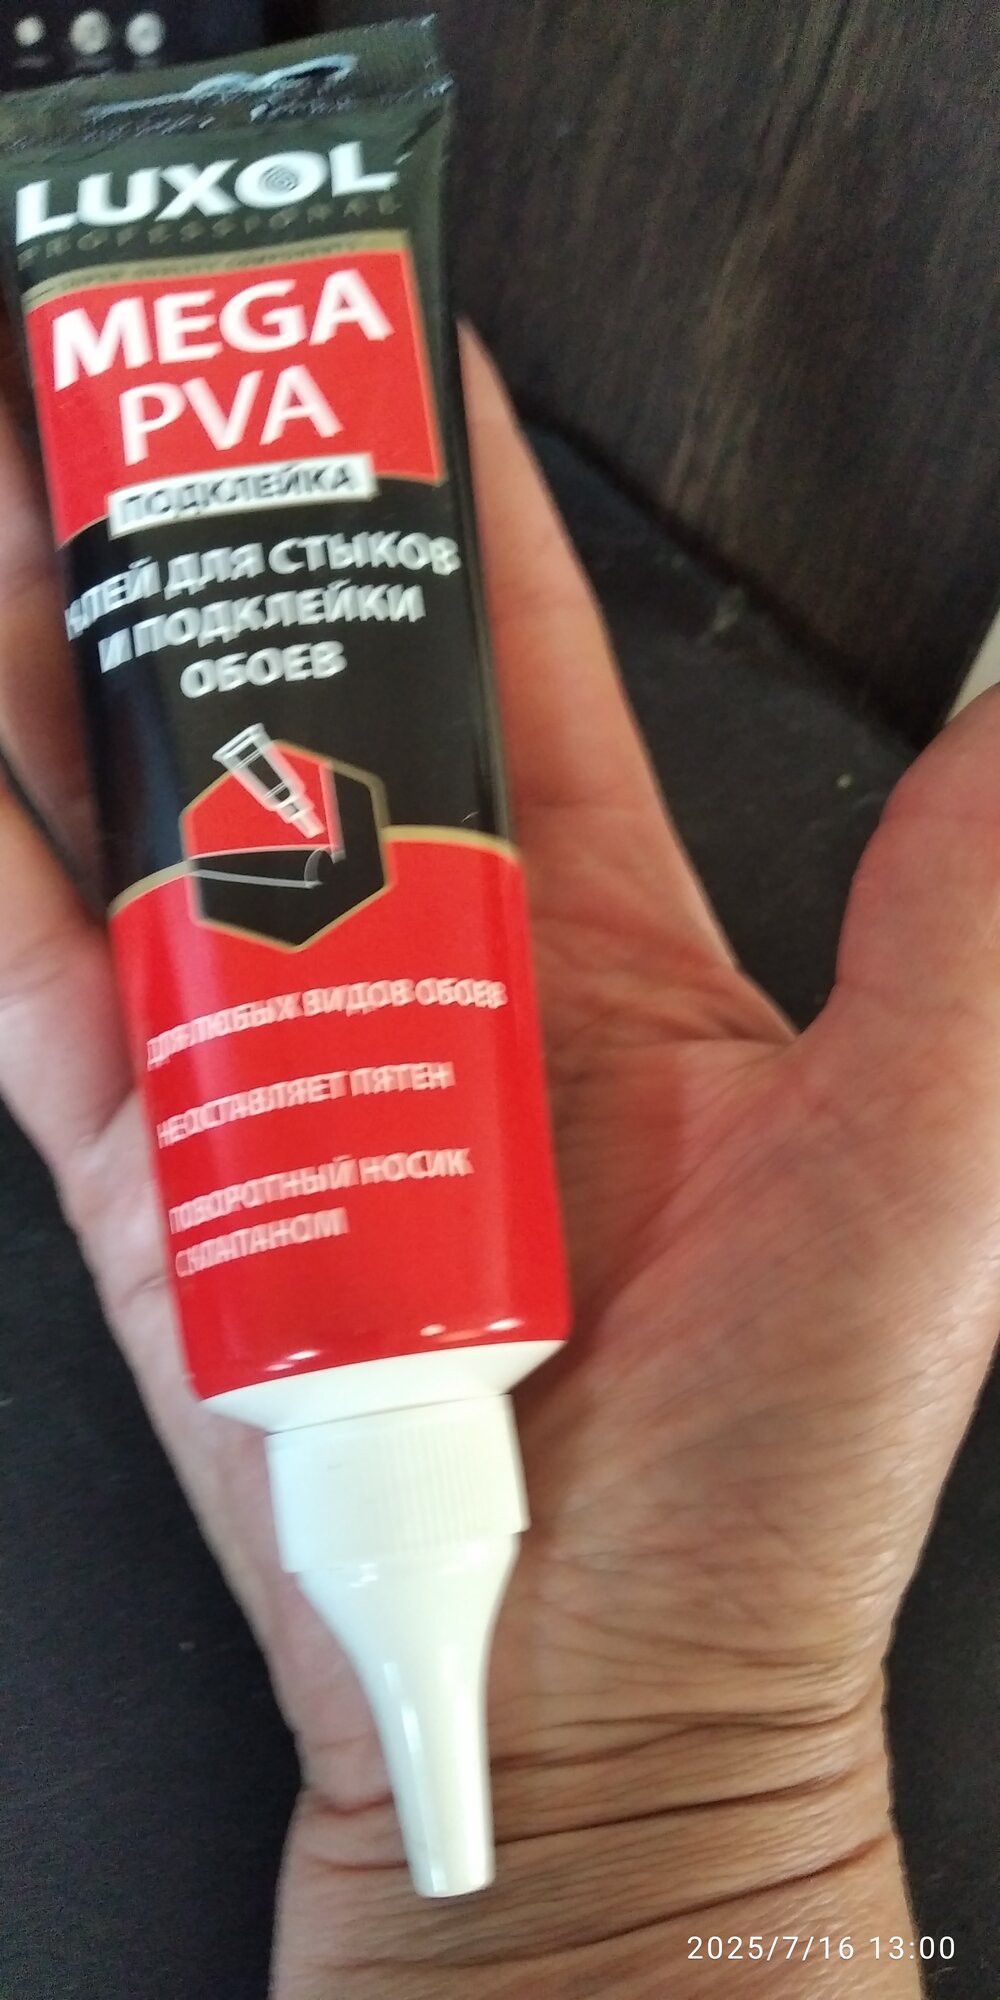 LUXOL
PROFESSIONAL
MEGA
PVA
ПОДКЛЕЙКА
КЛЕЙ ДЛЯ СТЫКОВ
И ПОДКЛЕЙКИ
ОБОЕВ
ДЛЯ ЛЮБЫХ ВИДОВ ОБОЕВ
НЕ ОСТАВЛЯЕТ ПЯТЕН
ПОВОРОТНЫЙ НОСИК
С КЛАПАНОМ
2025/7/16 13:00